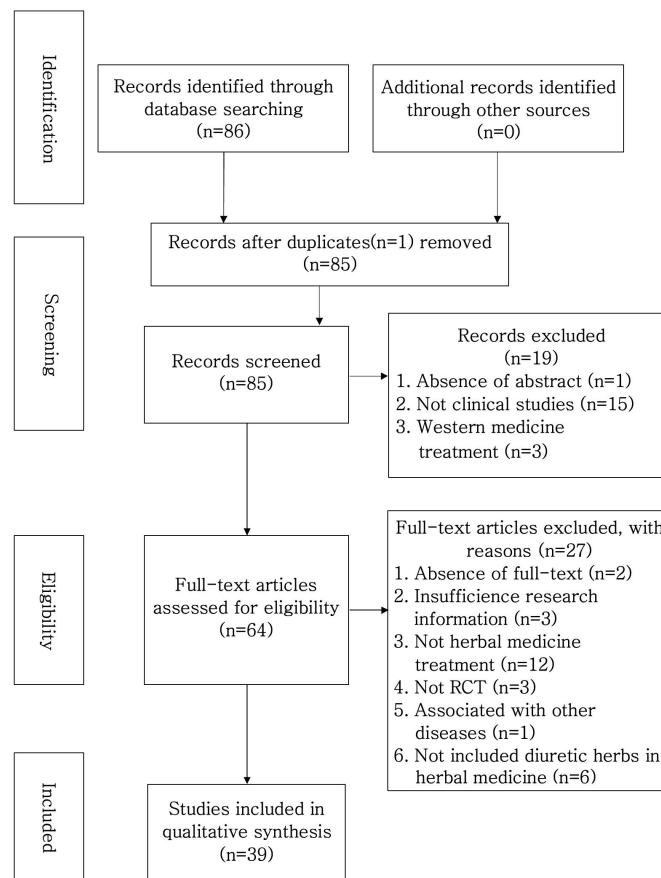 Identification
Records identified through
database searching
(n=86)
Additional records identified
through other sources
(n=0)
Records after duplicates(n=1) removed
(n=85)
Screening
Records screened
(n=85)
Records excluded
(n=19)
1. Absence of abstract (n=1)
2. Not clinical studies (n=15)
3. Western medicine
treatment (n=3)
Eligibility
Full-text articles
assessed for eligibility
(n=64)
Full-text articles excluded, with
reasons (n=27)
1. Absence of full-text (n=2)
2. Insufficience research
information (n=3)
3. Not herbal medicine
treatment (n=12)
4. Not RCT (n=3)
5. Associated with other
diseases (n=1)
6. Not included diuretic herbs in
herbal medicine (n=6)
Included
Studies included in
qualitative synthesis
(n=39)